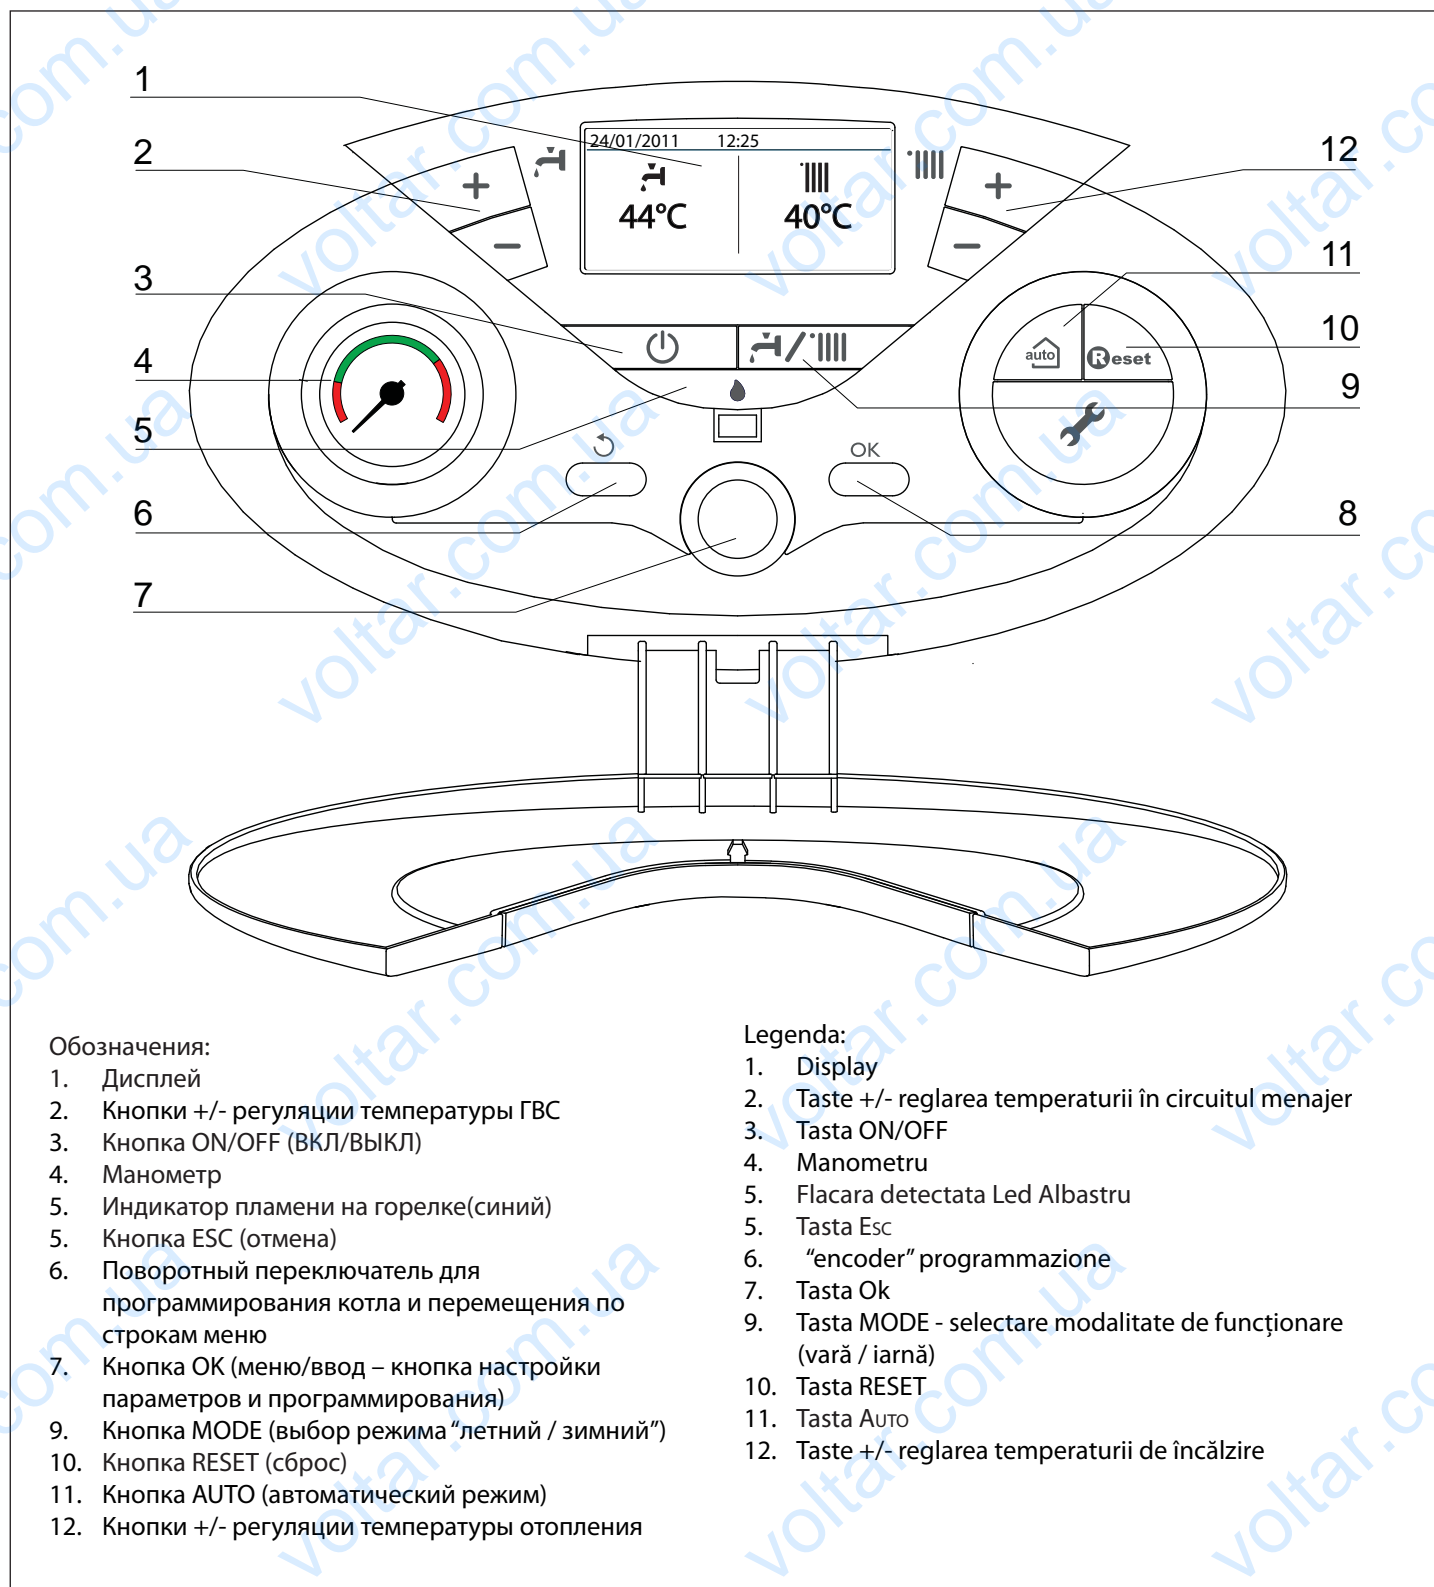 1
2
3
4
5
6
7
24/01/2011 12:25
44°C 40°C
auto
Reset
OK
12
11
10
9
8
Обозначения:
1. Дисплей
2. Кнопки +/- регуляции температуры ГВС
3. Кнопка ON/OFF (ВКЛ/ВЫКЛ)
4. Манометр
5. Индикатор пламени на горелке(синий)
5. Кнопка ESC (отмена)
6. Поворотный переключатель для
программирования котла и перемещения по
строкам меню
7. Кнопка OK (меню/ввод – кнопка настройки
параметров и программирования)
9. Кнопка MODE (выбор режима “летний / зимний”)
10. Кнопка RESET (сброс)
11. Кнопка AUTO (автоматический режим)
12. Кнопки +/- регуляции температуры отопления
Legenda:
1. Display
2. Taste +/- reglarea temperaturii în circuitul menajer
3. Tasta ON/OFF
4. Manometru
5. Flacara detectata Led Albastru
5. Tasta Esc
6. “encoder” programmazione
7. Tasta Ok
9. Tasta MODE - selectare modalitate de funcționare
(vară / iarnă)
10. Tasta RESET
11. Tasta Auto
12. Taste +/- reglarea temperaturii de încălzire
voltar.com.ua